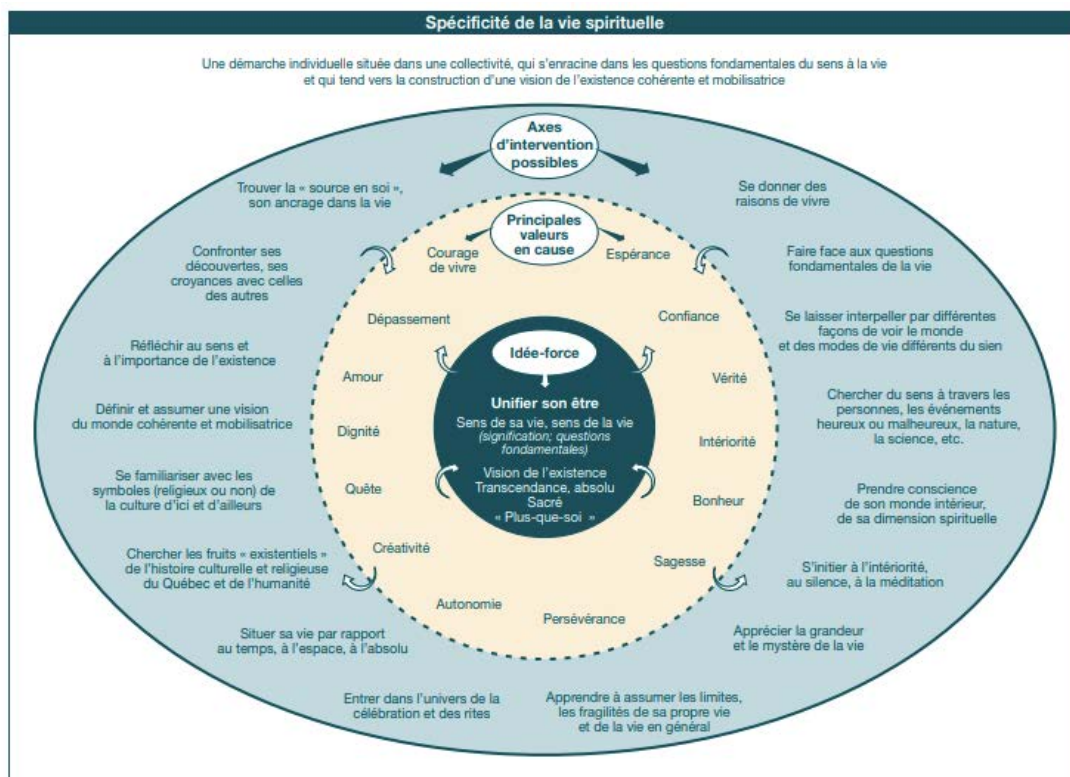 Spécificité de la vie spirituelle
Une démarche individuelle située dans une collectivité, qui s'enracine dans les questions fondamentales du sens à la vie
et qui tend vers la construction d'une vision de l'existence cohérente et mobilisatrice
Axes
d'intervention
possibles
Trouver la « source en soi »,
son ancrage dans la vie
Confronter ses
découvertes, ses
croyances avec celles
des autres
Réfléchir au sens et
à l'importance de l'existence
Définir et assumer une vision
du monde cohérente et mobilisatrice
Se familiariser avec les
symboles (religieux ou non) de
la culture d'ici et d'ailleurs
Chercher les fruits « existentiels »
de l'histoire culturelle et religieuse
du Québec et de l'humanité
Situer sa vie par rapport
au temps, à l'espace, à l'absolu
Entrer dans l'univers de la
célébration et des rites
Se donner des
raisons de vivre
Faire face aux questions
fondamentales de la vie
Se laisser interpeller par différentes
façons de voir le monde
et des modes de vie différents du sien
Chercher du sens à travers les
personnes, les événements
heureux ou malheureux, la nature,
la science, etc.
Prendre conscience
de son monde intérieur,
de sa dimension spirituelle
S'initier à l'intériorité,
au silence, à la méditation
Apprécier la grandeur
et le mystère de la vie
Apprendre à assumer les limites,
les fragilités de sa propre vie
et de la vie en général
Principales
valeurs
en cause
Courage
de vivre
Dépassement
Amour
Dignité
Quête
Créativité
Autonomie
Espérance
Confiance
Vérité
Intériorité
Bonheur
Sagesse
Persévérance
Idée-force
Unifier son être
Sens de sa vie, sens de la vie
(signification; questions
fondamentales)
Vision de l'existence
Transcendance, absolu
Sacré
« Plus-que-soi »